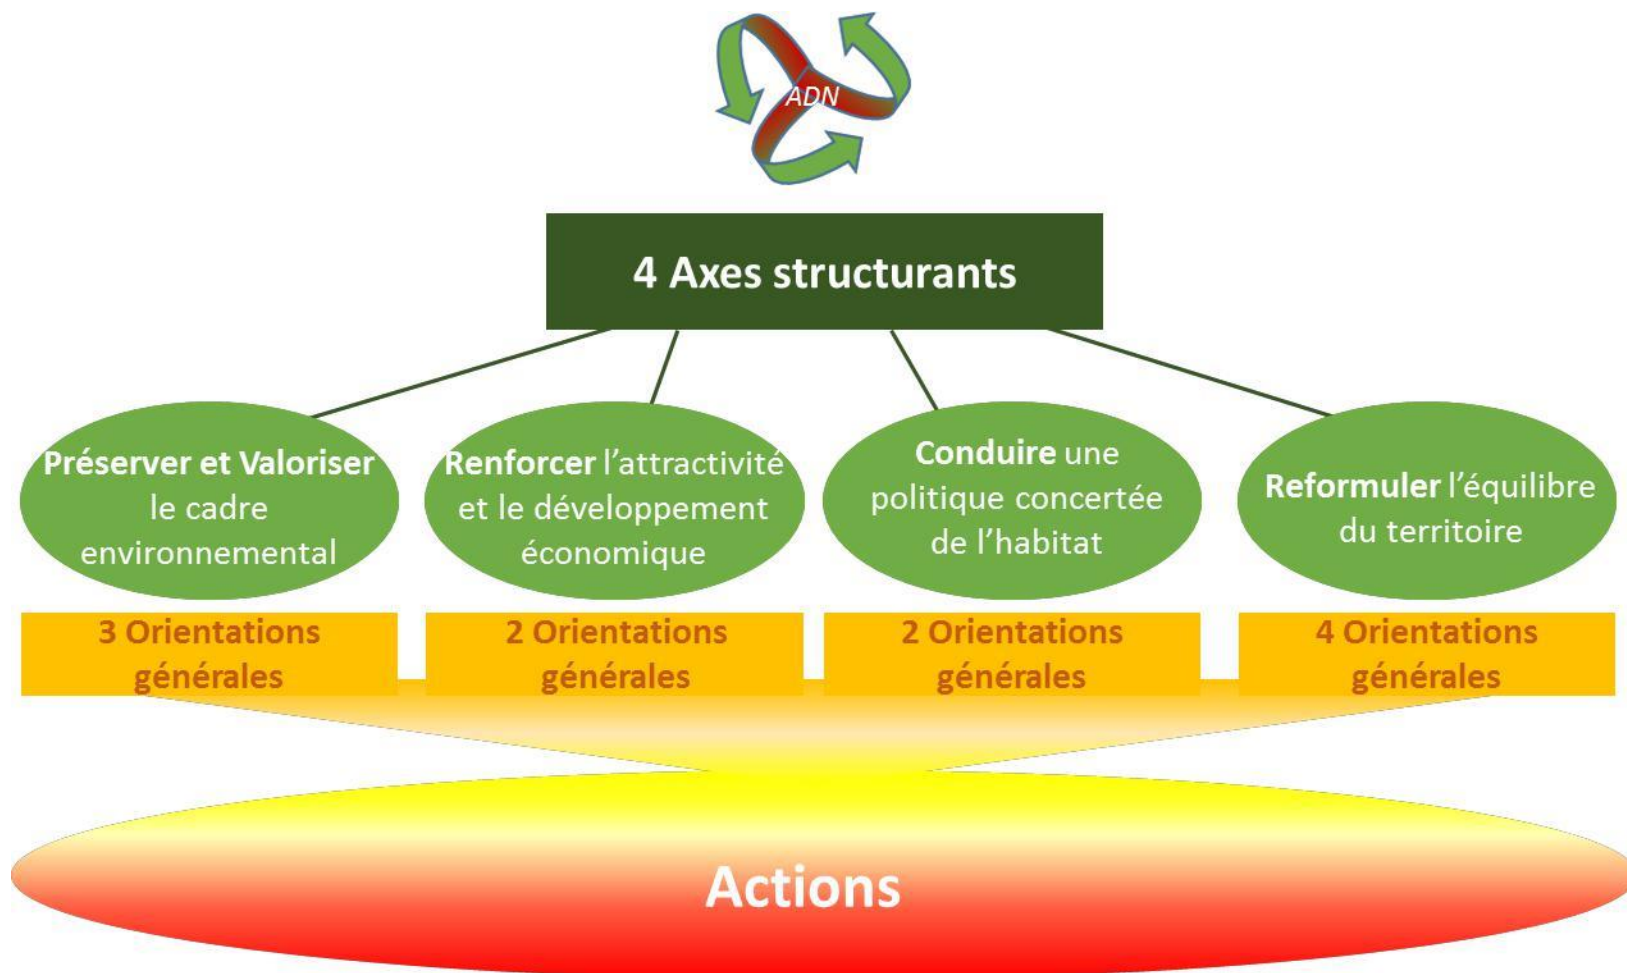 ADN
4 Axes structurants
Préserver et Valoriser
le cadre
environnemental
Renforcer l’attractivité
et le développement
économique
Conduire une
politique concertée
de l’habitat
Reformuler l’équilibre
du territoire
3 Orientations
générales
2 Orientations
générales
2 Orientations
générales
4 Orientations
générales
Actions